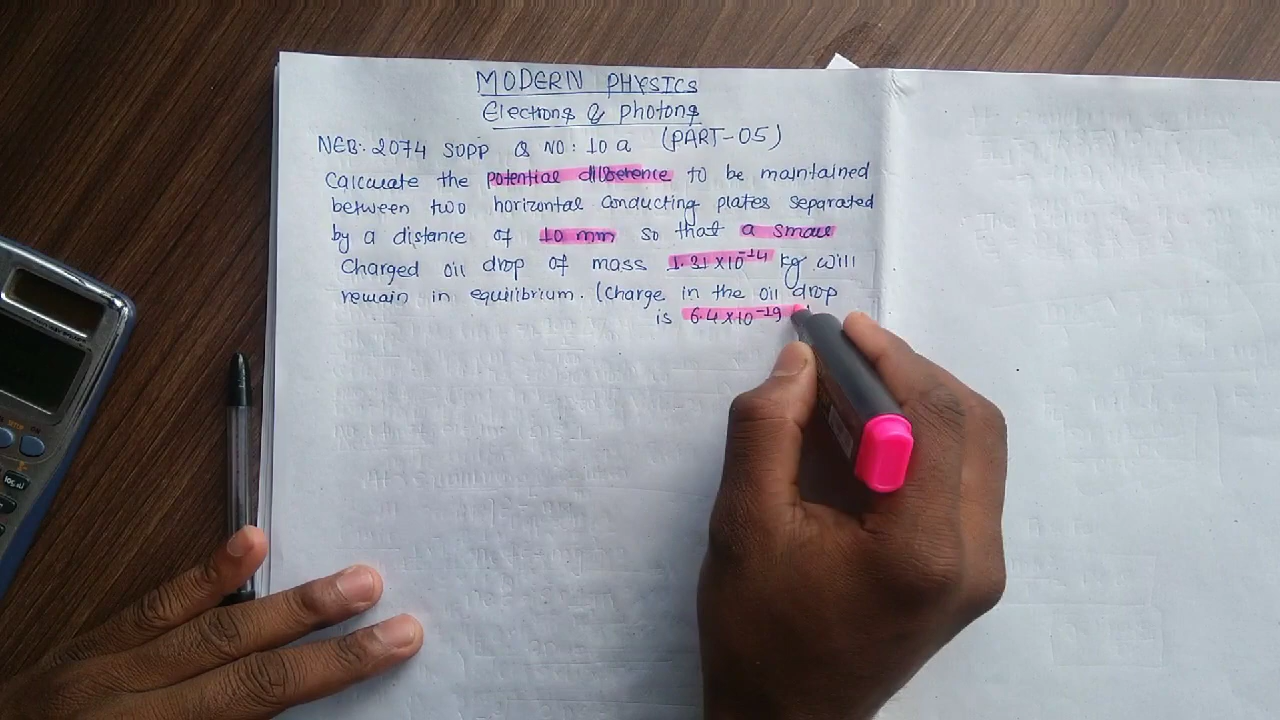 MODERN PHYSICS
Electrons & Photons
NEB: 2074 SUPP Q NO: 10 a (PART-05)
Calculate the potential difference to be maintained
between two horizontal conducting plates separated
by a distance of 10 mm so that a small
Charged oil drop of mass 1.31×10⁻¹⁴ kg will
remain in equilibrium. (Charge in the oil drop
is 6.4×10⁻¹⁹
ON